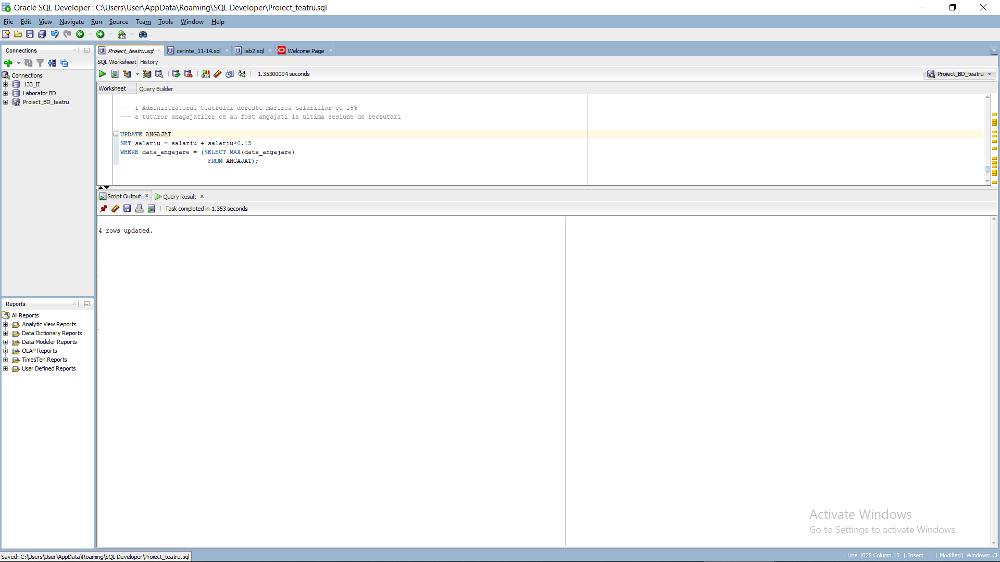 Oracle SQL Developer : C:\Users\User\AppData\Roaming\SQL Developer\Proiect_teatru.sql
File Edit View Navigate Run Source Team Tools Window Help
Connections
Connections
133_II
Laborator BD
Proiect_BD_teatru
Proiect_teatru.sql cerinte_11-14.sql lab2.sql Welcome Page
SQL Worksheet History
1.35300004 seconds
Proiect_BD_teatru
Worksheet Query Builder
--- 1 Administratorul teatrului doreste marirea salariilor cu 15%
--- a tuturor anagajatilor ce au fost angajati la ultima sesiune de recrutari
UPDATE ANGAJAT
SET salariu = salariu + salariu*0.15
WHERE data_angajare = (SELECT MAX(data_angajare)
FROM ANGAJAT);
Script Output Query Result
Task completed in 1.353 seconds
4 rows updated.
Reports
All Reports
Analytic View Reports
Data Dictionary Reports
Data Modeler Reports
OLAP Reports
TimesTen Reports
User Defined Reports
Activate Windows
Go to Settings to activate Windows.
Saved: C:\Users\User\AppData\Roaming\SQL Developer\Proiect_teatru.sql
Line 1028 Column 15 | Insert | Modified | Windows: